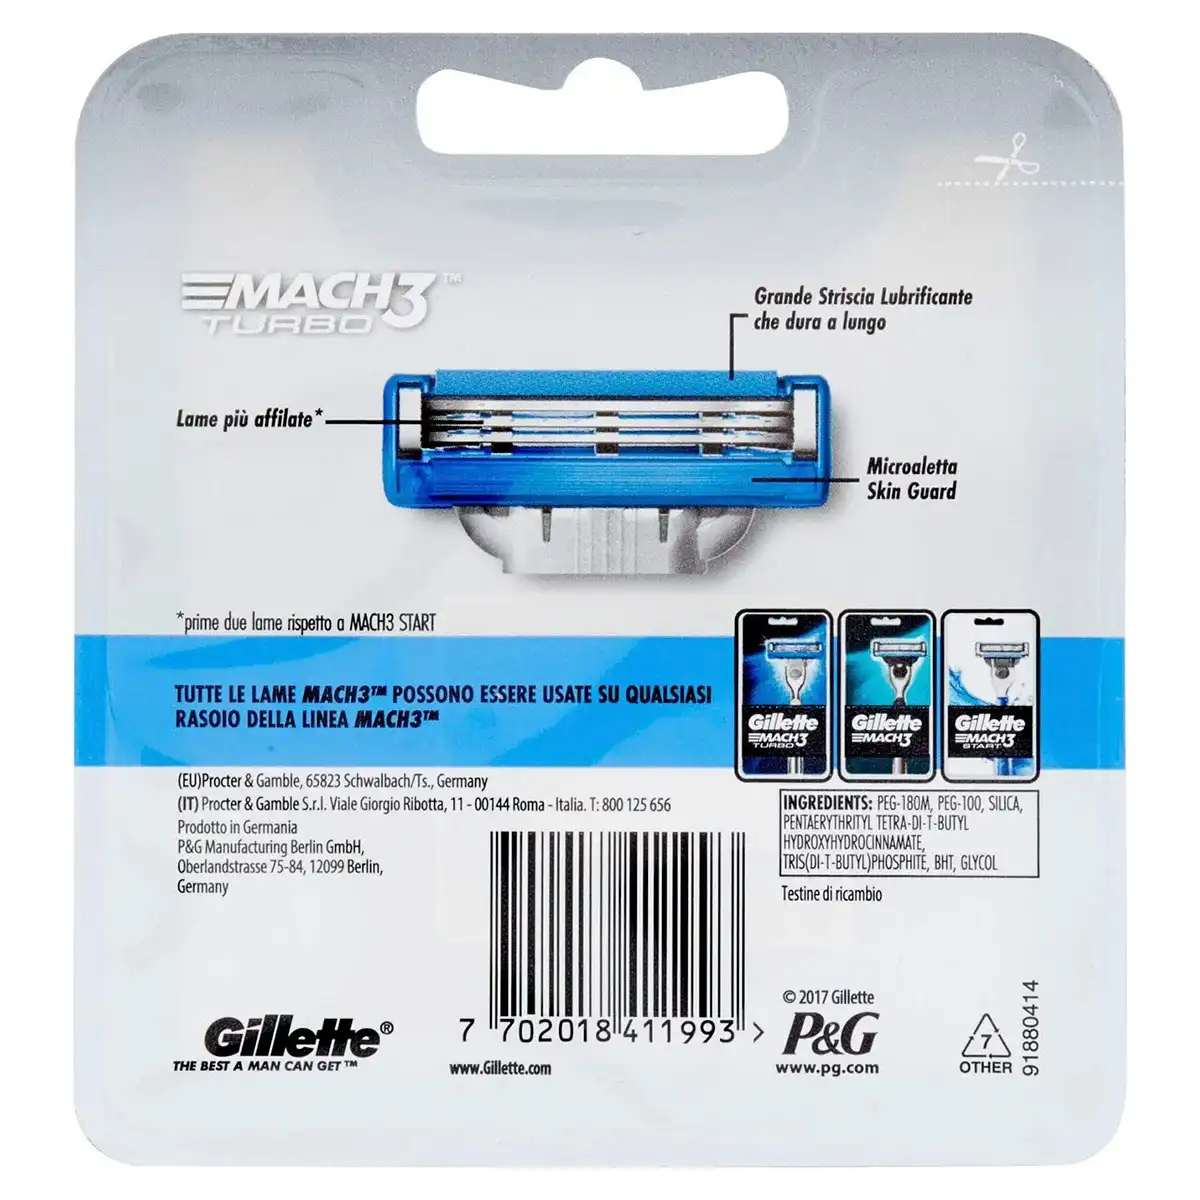 MACH3™
TURBO
Grande Striscia Lubrificante
che dura a lungo
Lame più affilate*
Microaletta
Skin Guard
*prime due lame rispetto a MACH3 START
TUTTE LE LAME MACH3™ POSSONO ESSERE USATE SU QUALSIASI
RASOIO DELLA LINEA MACH3™
Gillette
MACH3
TURBO
Gillette
MACH3
Gillette
MACH3
START
(EU)Procter & Gamble, 65823 Schwalbach/Ts., Germany
(IT) Procter & Gamble S.r.l. Viale Giorgio Ribotta, 11 - 00144 Roma - Italia. T: 800 125 656
Prodotto in Germania
P&G Manufacturing Berlin GmbH,
Oberlandstrasse 75-84, 12099 Berlin,
Germany
INGREDIENTS: PEG-180M, PEG-100, SILICA,
PENTAERYTHRITYL TETRA-DI-T-BUTYL
HYDROXYHYDROCINNAMATE,
TRIS(DI-T-BUTYL)PHOSPHITE, BHT, GLYCOL
Testine di ricambio
Gillette®
THE BEST A MAN CAN GET™
7 702018 411993 >
www.Gillette.com
© 2017 Gillette
P&G
www.pg.com
7
OTHER
91880414